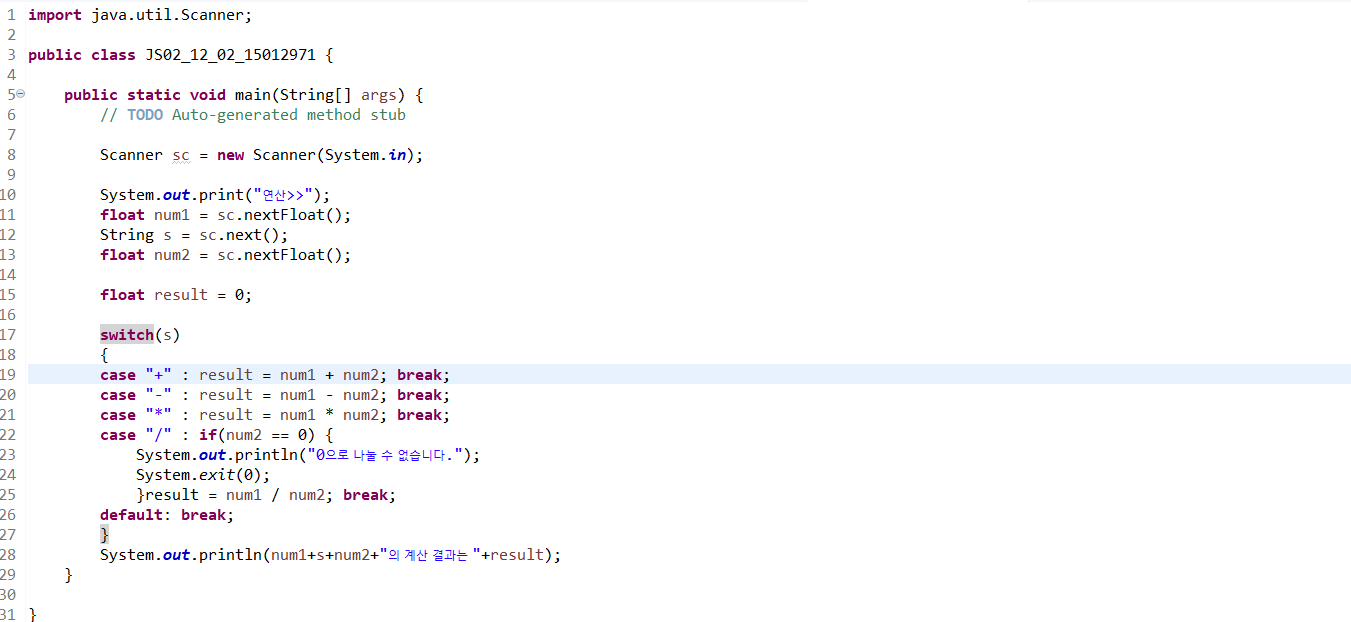 1 import java.util.Scanner;
2
3 public class JS02_12_02_15012971 {
4
5 public static void main(String[] args) {
6 // TODO Auto-generated method stub
7
8 Scanner sc = new Scanner(System.in);
9
10 System.out.print("연산>>");
11 float num1 = sc.nextFloat();
12 String s = sc.next();
13 float num2 = sc.nextFloat();
14
15 float result = 0;
16
17 switch(s)
18 {
19 case "+" : result = num1 + num2; break;
20 case "-" : result = num1 - num2; break;
21 case "*" : result = num1 * num2; break;
22 case "/" : if(num2 == 0) {
23 System.out.println("0으로 나눌 수 없습니다.");
24 System.exit(0);
25 }result = num1 / num2; break;
26 default: break;
27 }
28 System.out.println(num1+s+num2+"의 계산 결과는 "+result);
29 }
30
31 }